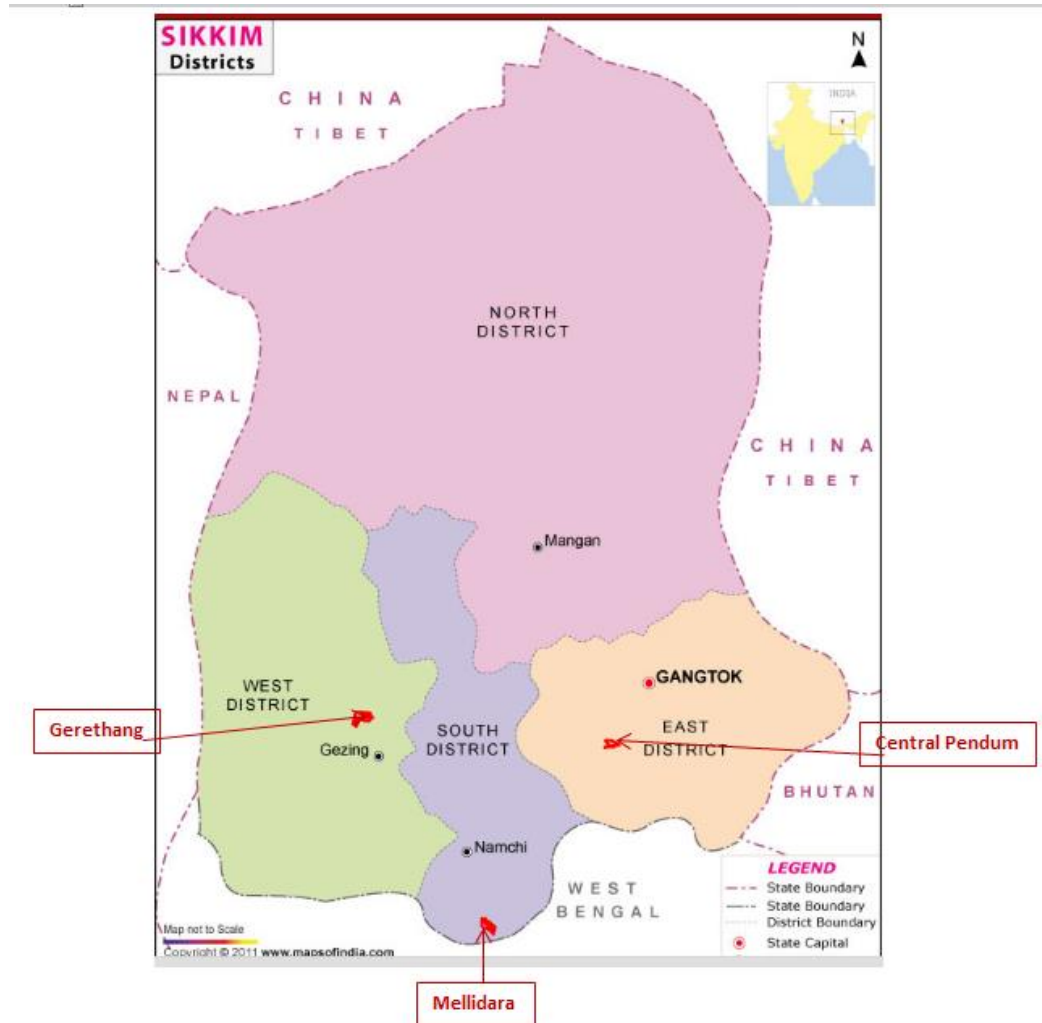 SIKKIM
Districts
N
CHINA
TIBET
INDIA
NORTH
DISTRICT
NEPAL
CHINA
TIBET
Mangan
GANGTOK
WEST
DISTRICT
Gerethang
SOUTH
DISTRICT
EAST
DISTRICT
Central Pendum
Gezing
BHUTAN
Namchi
WEST
BENGAL
LEGEND
State Boundary
State Boundary
District Boundary
State Capital
Map not to Scale
Copyright © 2011 www.mapsofindia.com
Mellidara